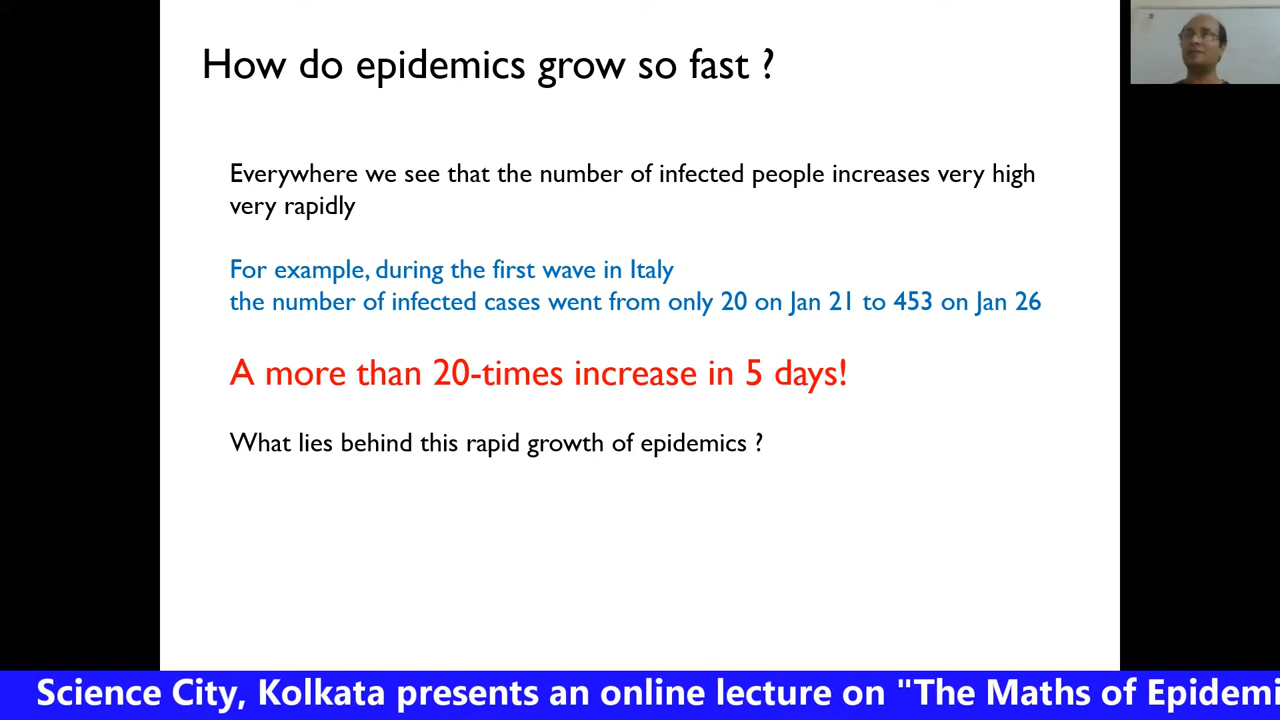 How do epidemics grow so fast ?
Everywhere we see that the number of infected people increases very high
very rapidly
For example, during the first wave in Italy
the number of infected cases went from only 20 on Jan 21 to 453 on Jan 26
A more than 20-times increase in 5 days!
What lies behind this rapid growth of epidemics ?
Science City, Kolkata presents an online lecture on "The Maths of Epidemi